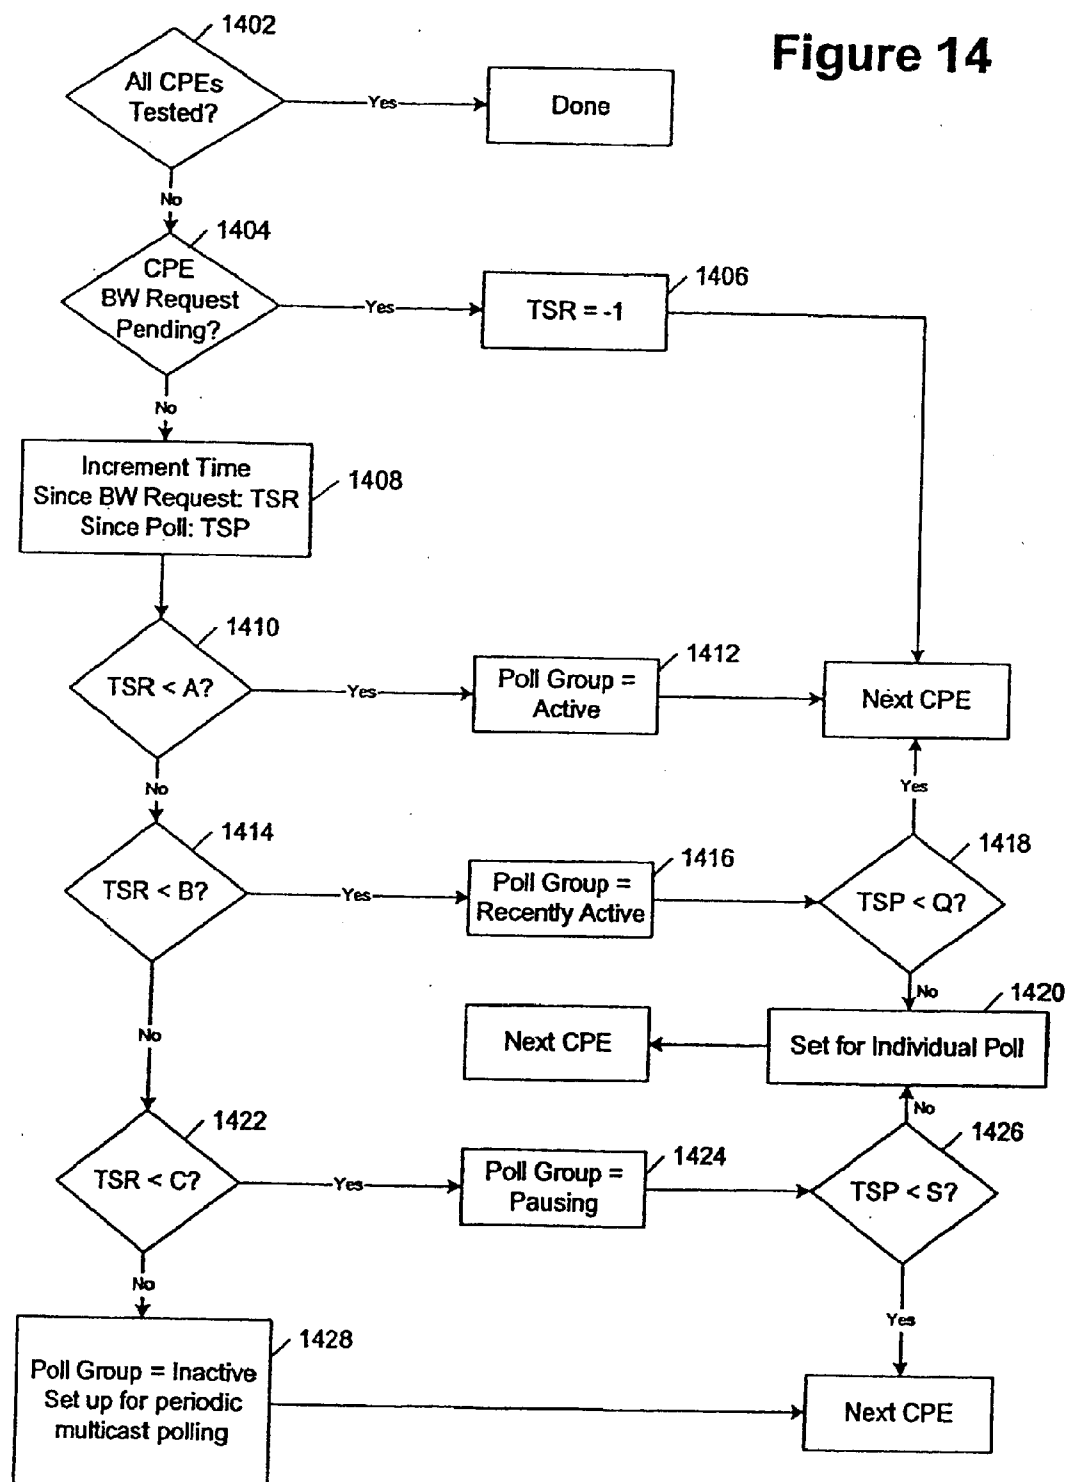 Figure 14
1402
All CPEs
Tested?
Yes
Done
No
1404
CPE
BW Request
Pending?
Yes
1406
TSR = -1
No
Increment Time
Since BW Request: TSR
Since Poll: TSP
1408
1410
TSR < A?
Yes
1412
Poll Group =
Active
Next CPE
No
Yes
1414
TSR < B?
Yes
1416
Poll Group =
Recently Active
1418
TSP < Q?
No
No
1420
Set for Individual Poll
Next CPE
No
1422
TSR < C?
Yes
1424
Poll Group =
Pausing
1426
TSP < S?
No
Yes
1428
Poll Group = Inactive
Set up for periodic
multicast polling
Next CPE